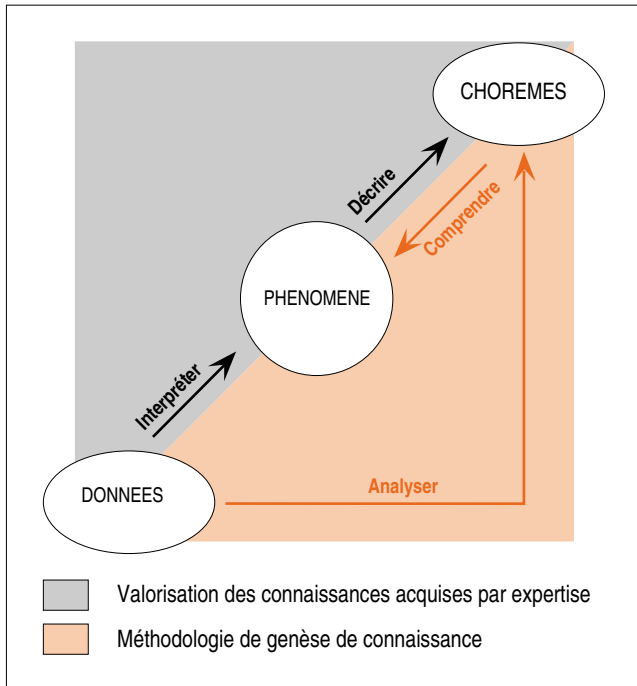 CHOREMES
Décrire
Comprendre
PHENOMENE
Interpréter
DONNEES
Analyser
Valorisation des connaissances acquises par expertise
Méthodologie de genèse de connaissance